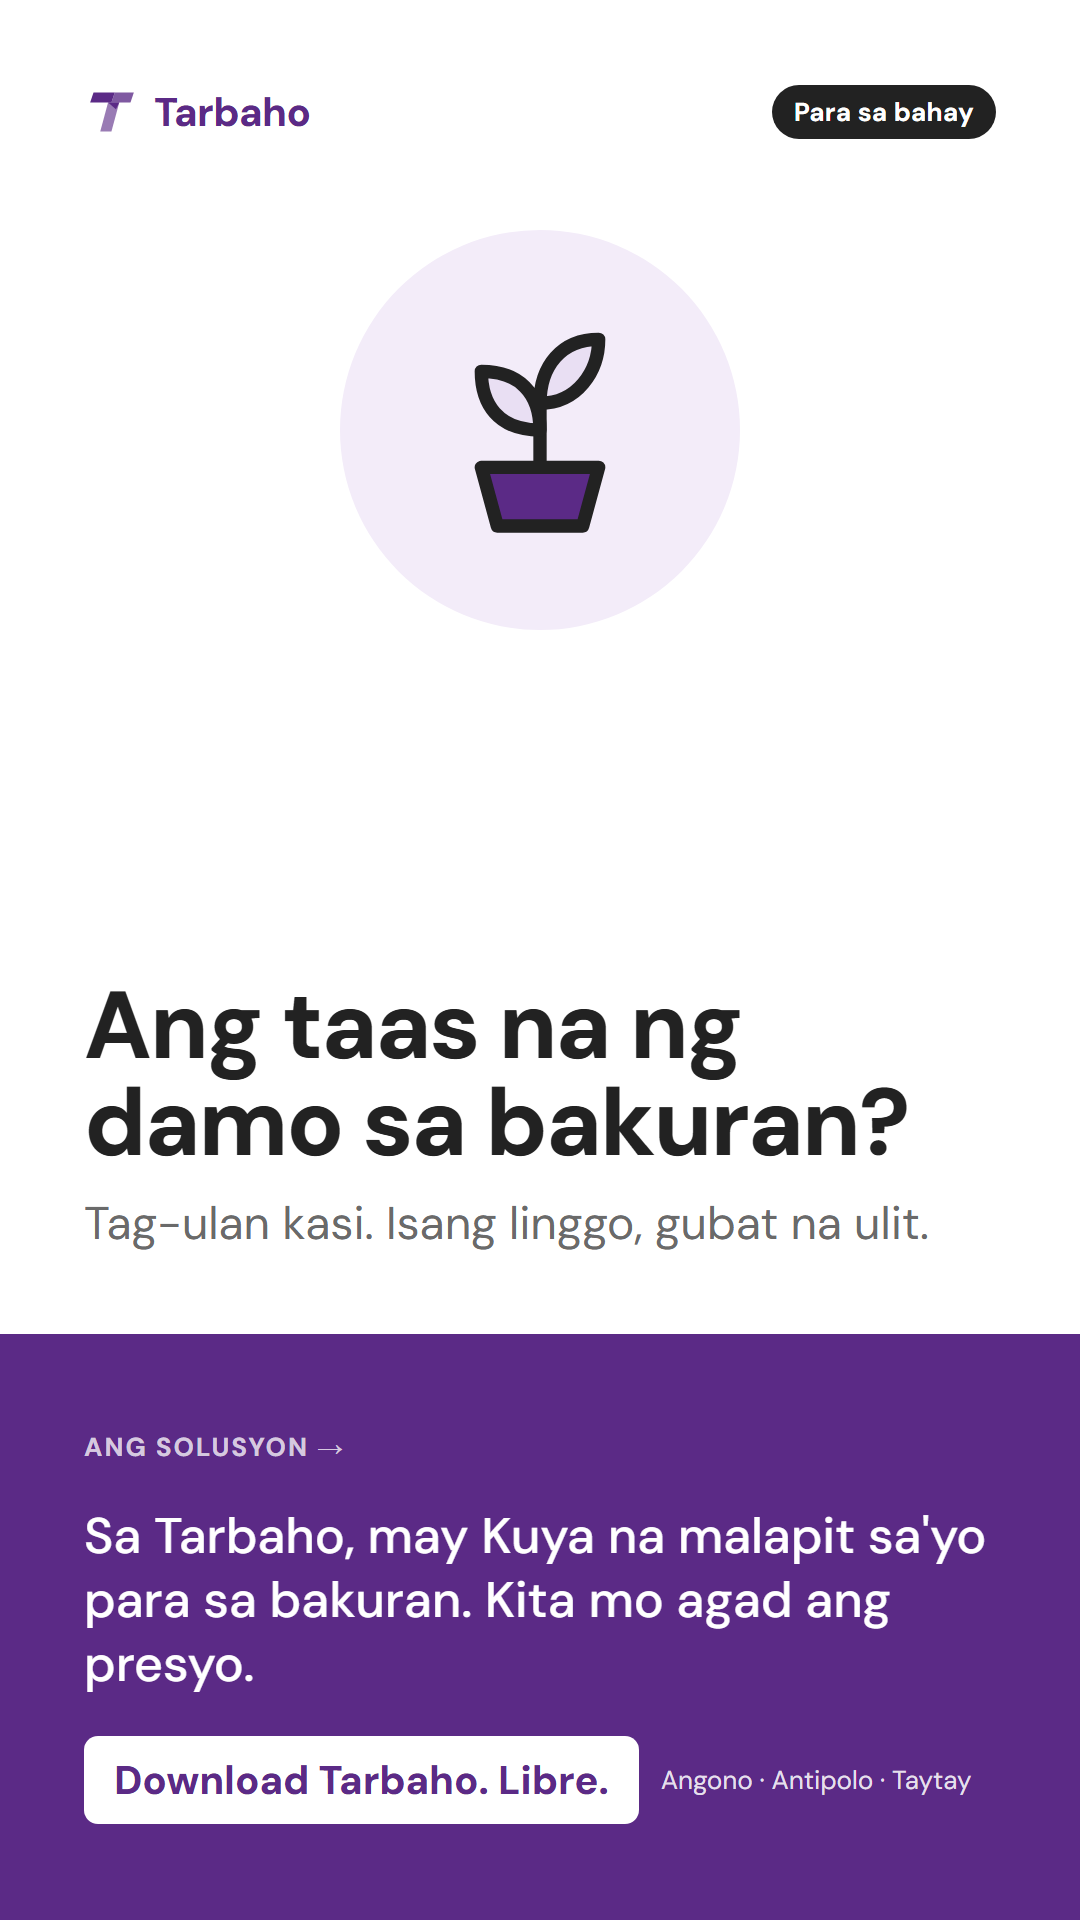 Tarbaho
Para sa bahay
Ang taas na ng
damo sa bakuran?
Tag-ulan kasi. Isang linggo, gubat na ulit.
ANG SOLUSYON →
Sa Tarbaho, may Kuya na malapit sa'yo
para sa bakuran. Kita mo agad ang
presyo.
Download Tarbaho. Libre.
Angono · Antipolo · Taytay